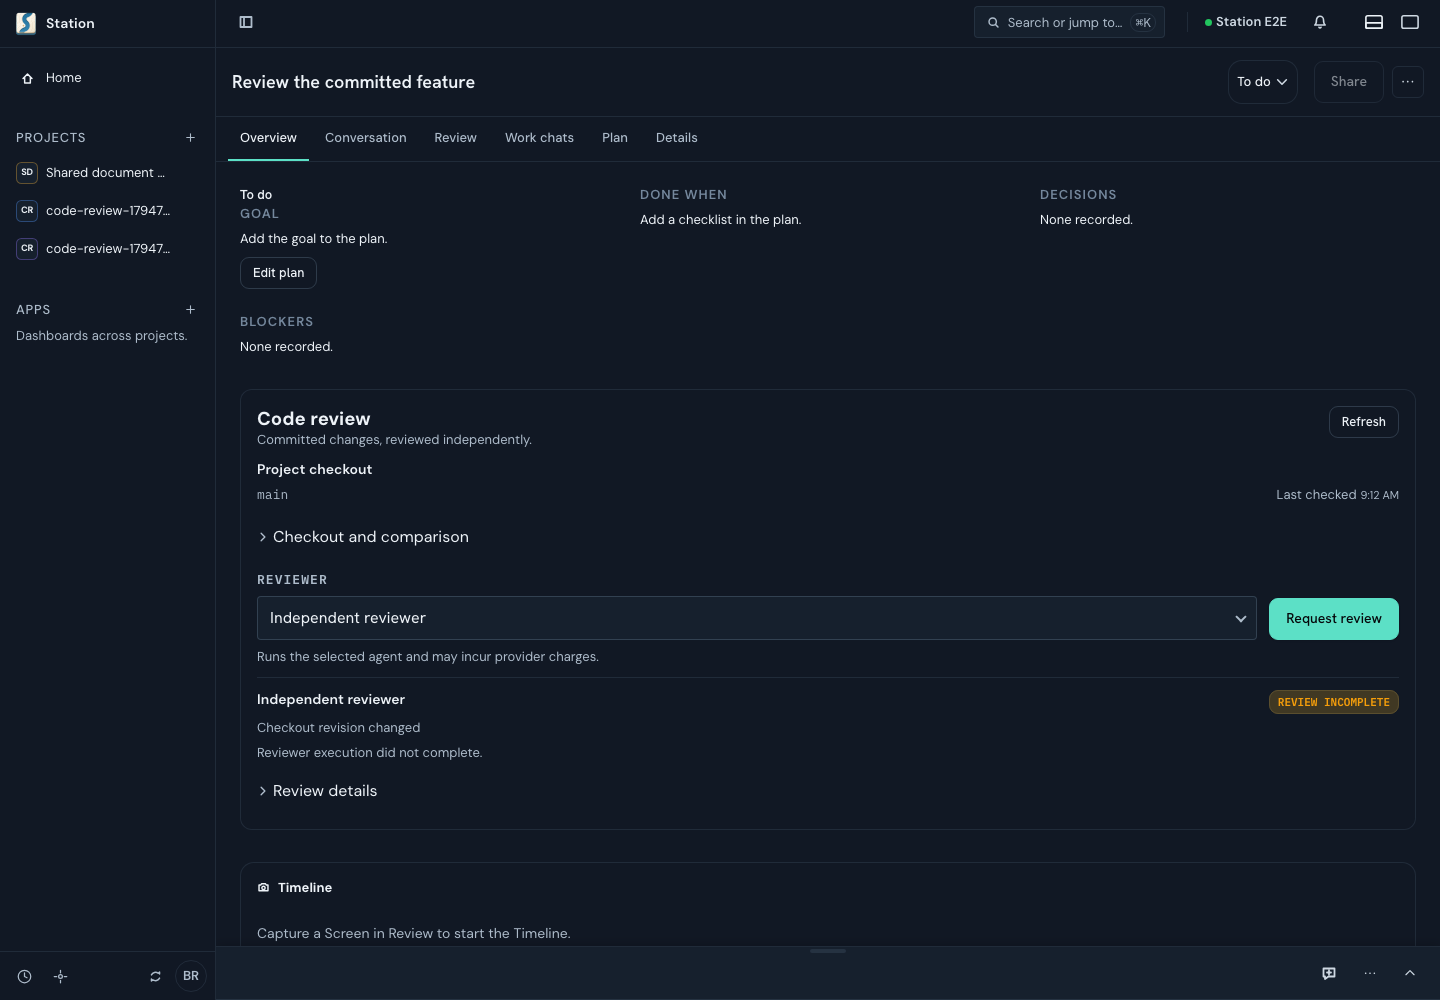 Station
Search or jump to... ⌘K
Station E2E
Home
PROJECTS
SD Shared document ...
CR code-review-17947...
CR code-review-17947...
APPS
Dashboards across projects.
BR
Review the committed feature
To do
Share
Overview
Conversation
Review
Work chats
Plan
Details
To do
GOAL
Add the goal to the plan.
Edit plan
DONE WHEN
Add a checklist in the plan.
DECISIONS
None recorded.
BLOCKERS
None recorded.
Code review
Committed changes, reviewed independently.
Refresh
Project checkout
main
Last checked 9:12 AM
Checkout and comparison
REVIEWER
Independent reviewer
Request review
Runs the selected agent and may incur provider charges.
Independent reviewer
REVIEW INCOMPLETE
Checkout revision changed
Reviewer execution did not complete.
Review details
Timeline
Capture a Screen in Review to start the Timeline.